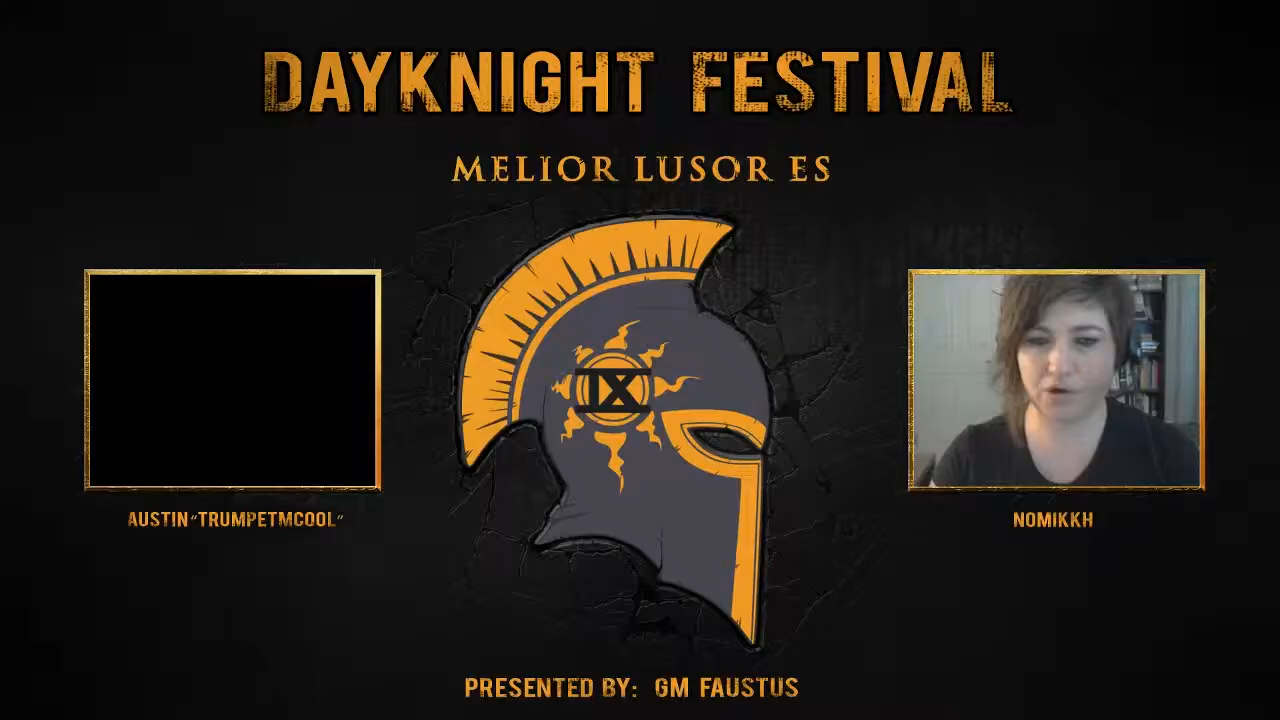 DAYKNIGHT FESTIVAL
MELIOR LUSOR ES
IX
AUSTIN "TRUMPETMCOOL"
NOMIKKH
PRESENTED BY: GM FAUSTUS